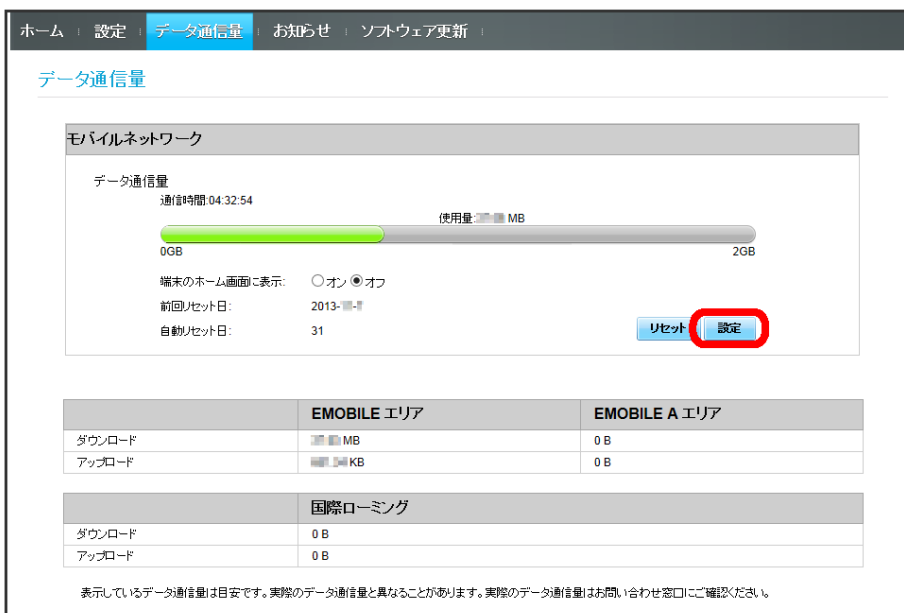 ホーム 設定 データ通信量 お知らせ ソフトウェア更新
データ通信量
モバイルネットワーク
データ通信量
通信時間:04:32:54
使用量: MB
0GB 2GB
端末のホーム画面に表示: オン オフ
前回リセット日: 2013-
自動リセット日: 31
リセット 設定
EMOBILE エリア EMOBILE A エリア
ダウンロード MB 0 B
アップロード KB 0 B
国際ローミング
ダウンロード 0 B
アップロード 0 B
表示しているデータ通信量は目安です。実際のデータ通信量と異なることがあります。実際のデータ通信量はお問い合わせ窓口にご確認ください。